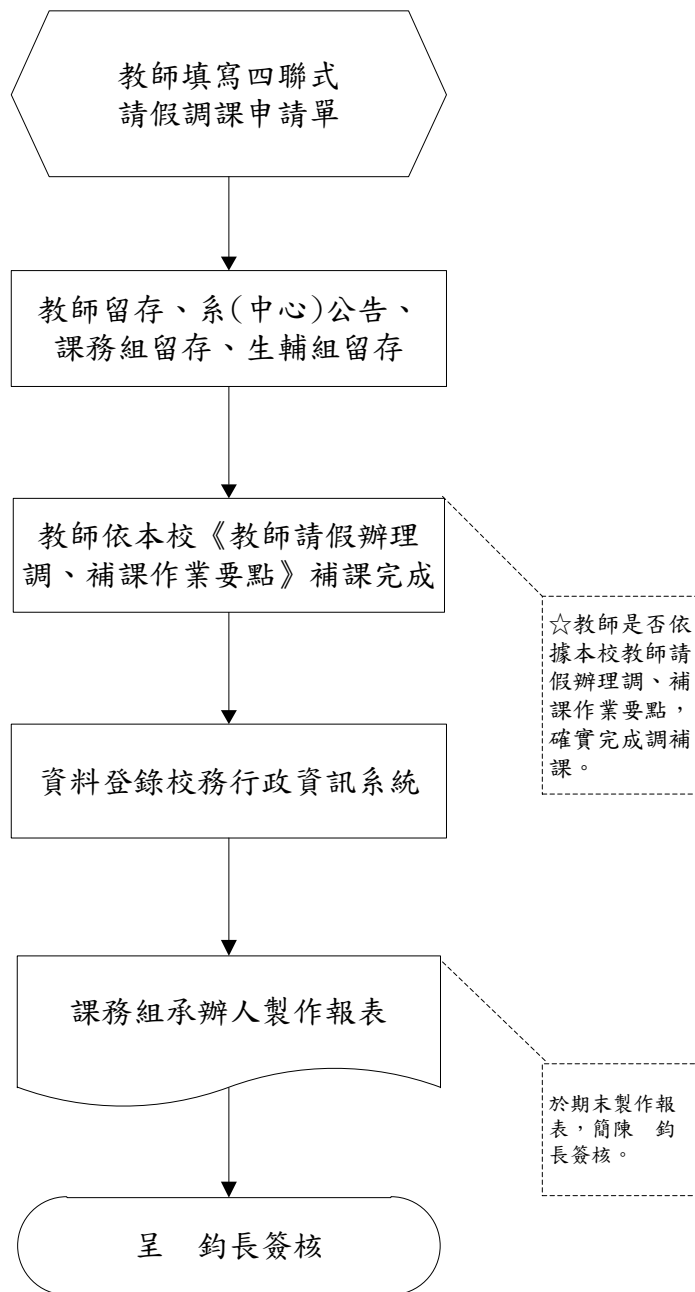 教師填寫四聯式
請假調課申請單
教師留存、系(中心)公告、
課務組留存、生輔組留存
教師依本校《教師請假辦理
調、補課作業要點》補課完成
☆教師是否依
據本校教師請
假辦理調、補
課作業要點，
確實完成調補
課。
資料登錄校務行政資訊系統
課務組承辦人製作報表
於期末製作報
表，簡陳　鈞
長簽核。
呈　鈞長簽核